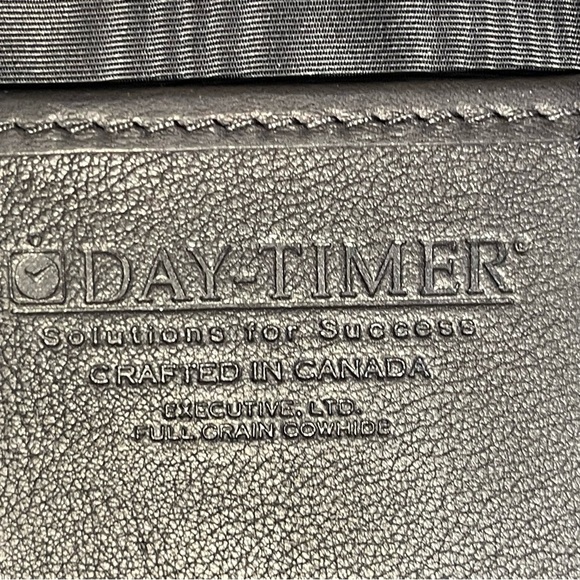 DAY-TIMER®
Solutions for Success
CRAFTED IN CANADA
EXECUTIVE, LTD.
FULL GRAIN COWHIDE